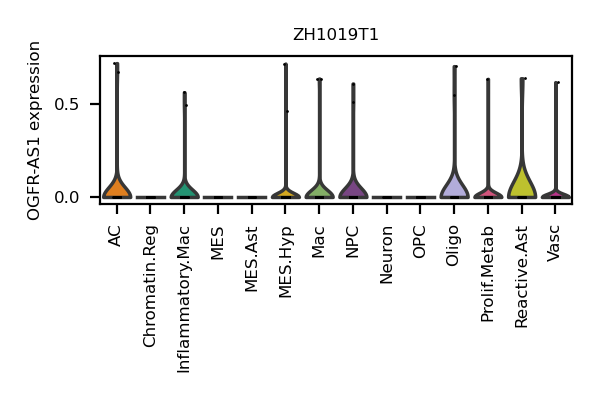 ZH1019T1
OGFR-AS1 expression
0.5
0.0
AC
Chromatin.Reg
Inflammatory.Mac
MES
MES.Ast
MES.Hyp
Mac
NPC
Neuron
OPC
Oligo
Prolif.Metab
Reactive.Ast
Vasc